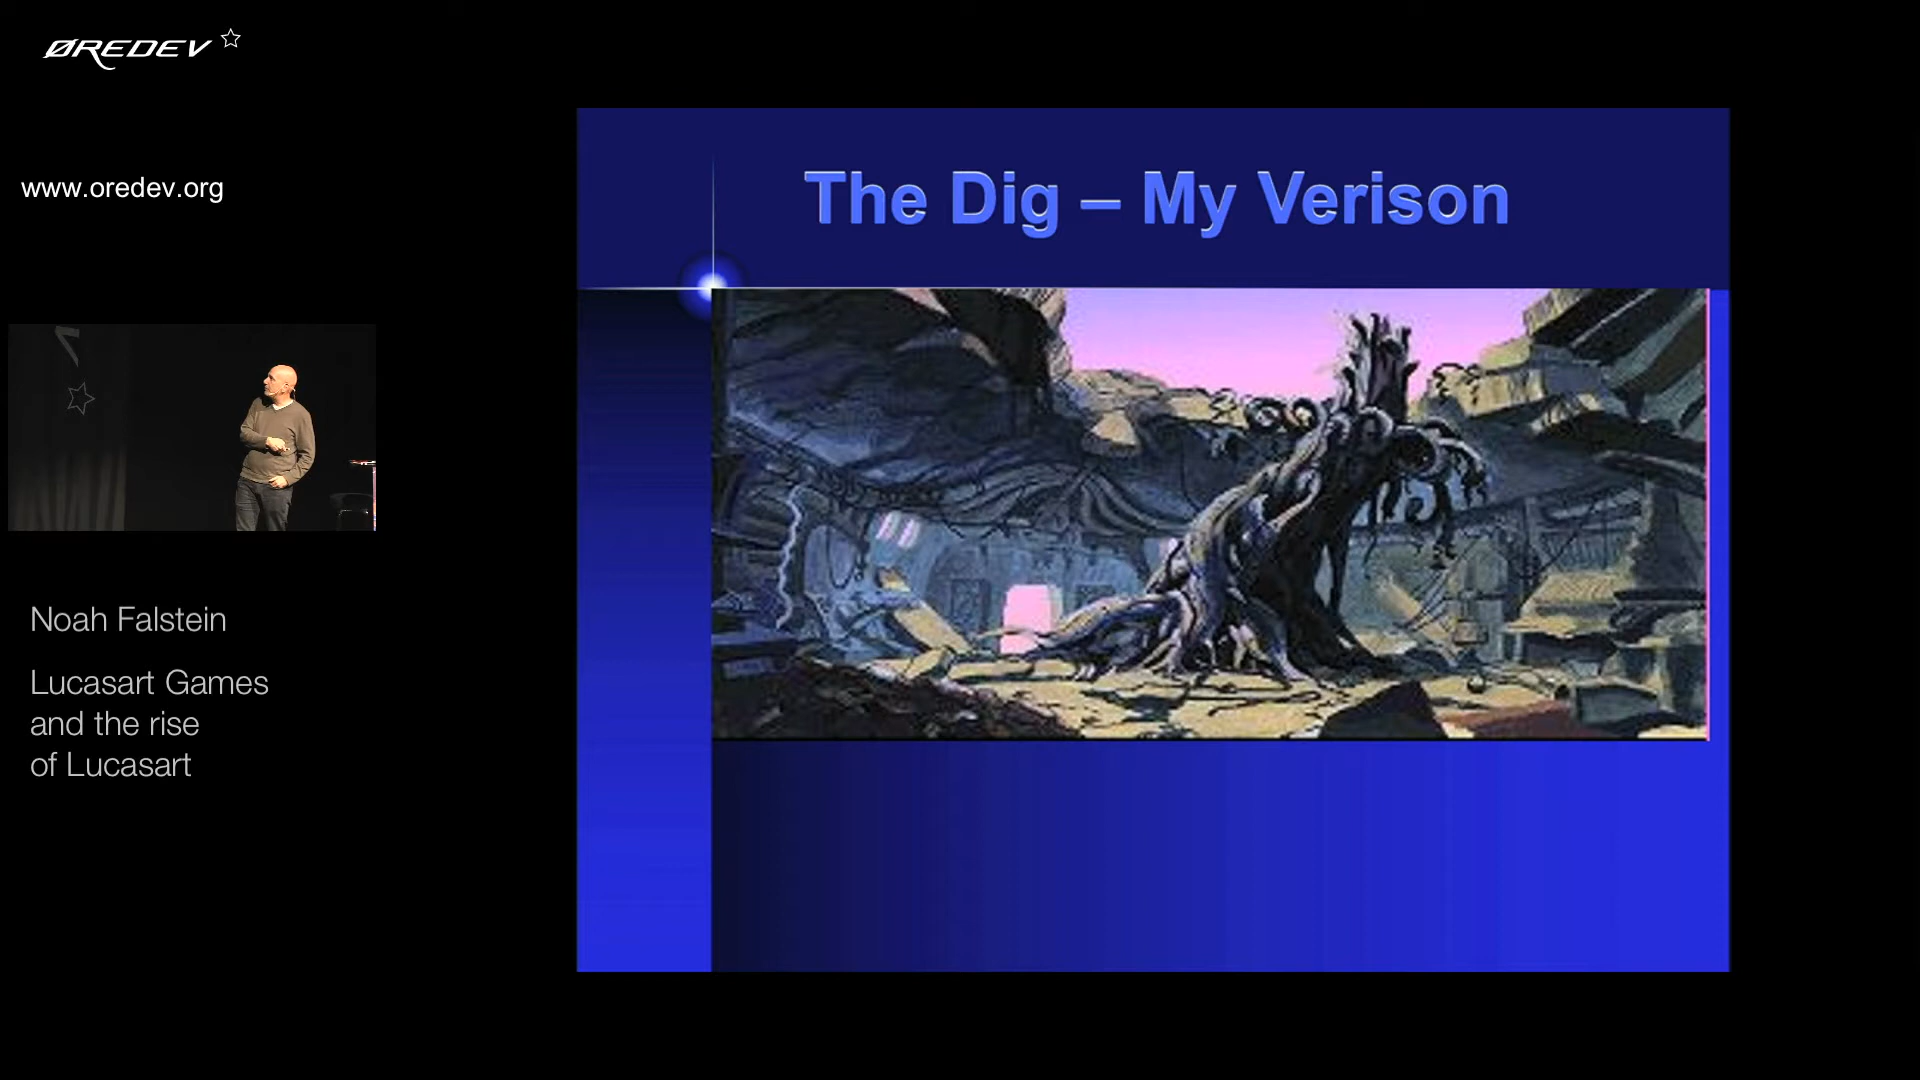 ØREDEV
www.oredev.org
The Dig – My Verison
Noah Falstein
Lucasart Games
and the rise
of Lucasart